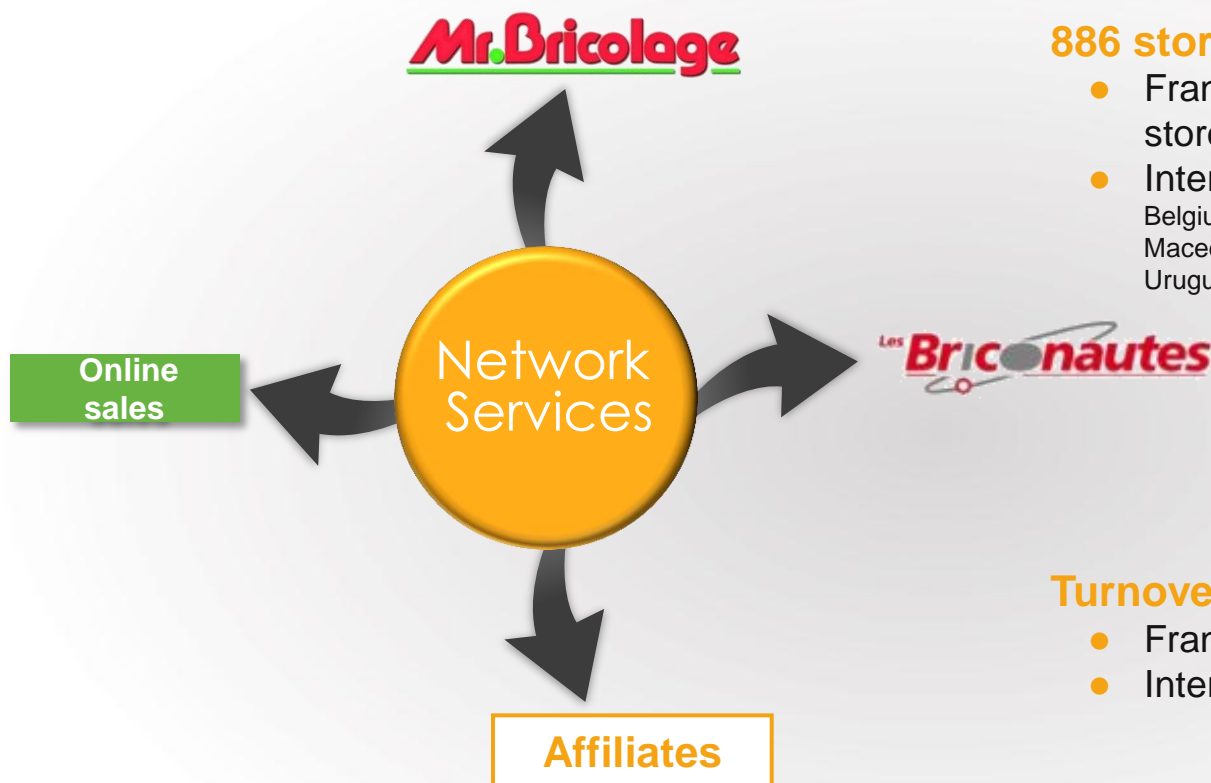 Mr.Bricolage
886 stor
Fran
store
Inter
Belgiu
Mace
Urugu
Les Briconautes
Network
Services
Online
sales
Turnove
Fran
Inter
Affiliates